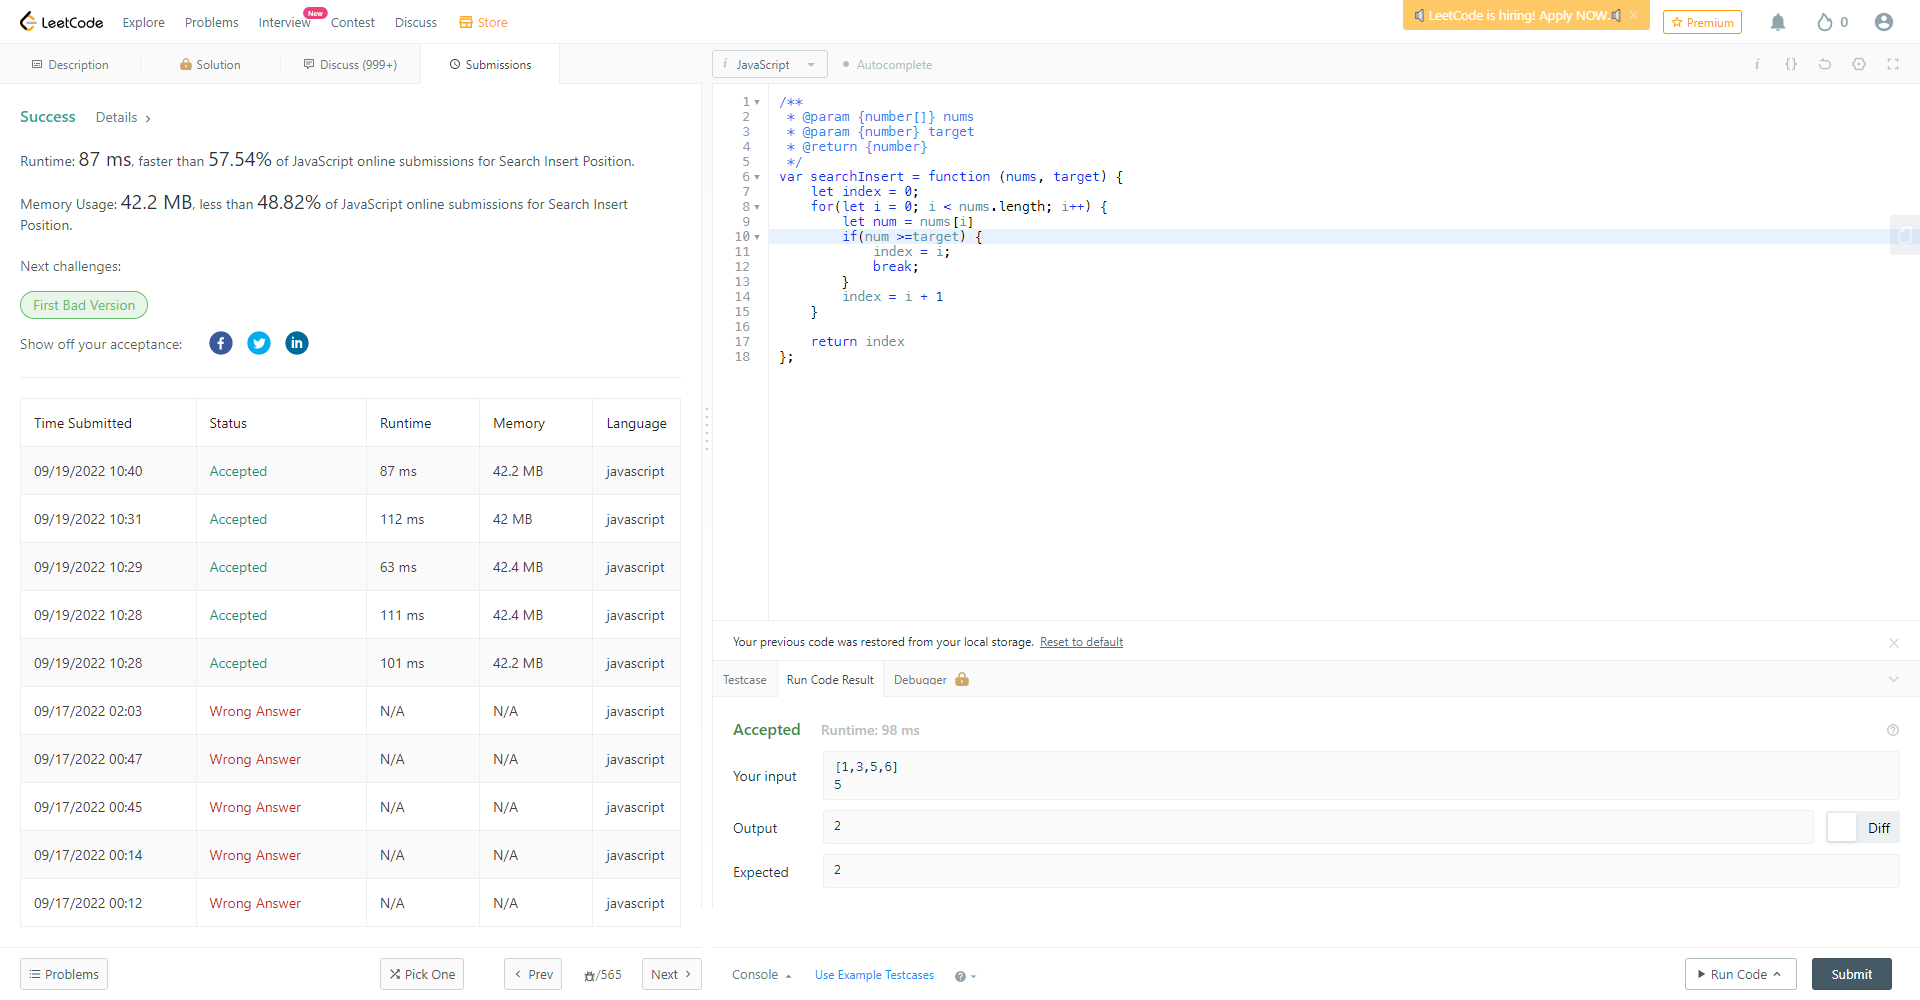 LeetCode
Explore
Problems
Interview
New
Contest
Discuss
Store
LeetCode is hiring! Apply NOW.
×
Premium
0
Description
Solution
Discuss (999+)
Submissions
i JavaScript
Autocomplete
i {}
Success Details >
Runtime: 87 ms, faster than 57.54% of JavaScript online submissions for Search Insert Position.
Memory Usage: 42.2 MB, less than 48.82% of JavaScript online submissions for Search Insert
Position.
Next challenges:
First Bad Version
Show off your acceptance:
Time Submitted Status Runtime Memory Language
09/19/2022 10:40 Accepted 87 ms 42.2 MB javascript
09/19/2022 10:31 Accepted 112 ms 42 MB javascript
09/19/2022 10:29 Accepted 63 ms 42.4 MB javascript
09/19/2022 10:28 Accepted 111 ms 42.4 MB javascript
09/19/2022 10:28 Accepted 101 ms 42.2 MB javascript
09/17/2022 02:03 Wrong Answer N/A N/A javascript
09/17/2022 00:47 Wrong Answer N/A N/A javascript
09/17/2022 00:45 Wrong Answer N/A N/A javascript
09/17/2022 00:14 Wrong Answer N/A N/A javascript
09/17/2022 00:12 Wrong Answer N/A N/A javascript
Problems
Pick One
< Prev
/565
Next >
1 /**
2  * @param {number[]} nums
3  * @param {number} target
4  * @return {number}
5  */
6 var searchInsert = function (nums, target) {
7     let index = 0;
8     for(let i = 0; i < nums.length; i++) {
9         let num = nums[i]
10         if(num >=target) {
11             index = i;
12             break;
13         }
14         index = i + 1
15     }
16
17     return index
18 };
Your previous code was restored from your local storage. Reset to default
Testcase
Run Code Result
Debugger
Accepted Runtime: 98 ms
Your input
[1,3,5,6]
5
Output
2
Diff
Expected
2
Console
Use Example Testcases
Run Code
Submit